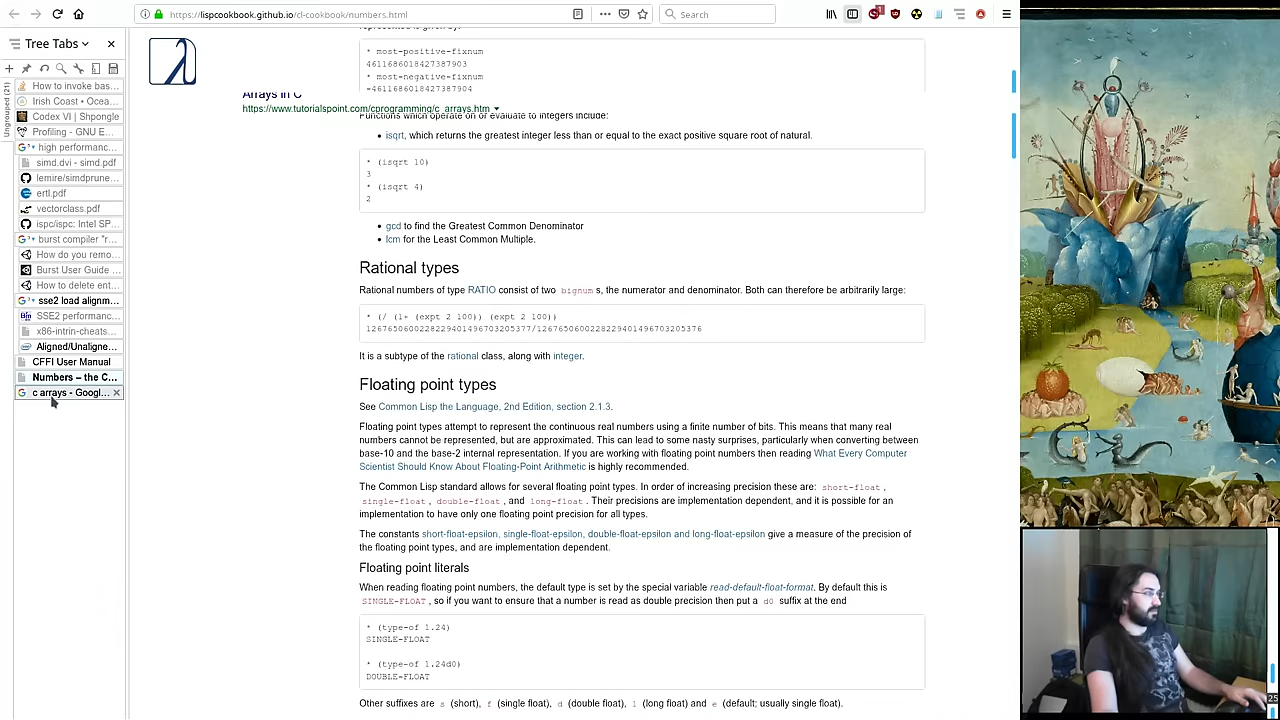 https://lispcookbook.github.io/cl-cookbook/numbers.html
Search
Tree Tabs
Ungrouped (21)
How to invoke bas...
Irish Coast • Ocea...
Codex VI | Shpongle
Profiling - GNU E...
high performanc...
simd.dvi - simd.pdf
lemire/simdprune...
ertl.pdf
vectorclass.pdf
ispc/ispc: Intel SP...
burst compiler "r...
How do you remo...
Burst User Guide ...
How to delete ent...
sse2 load alignm...
SSE2 performanc...
x86-intrin-cheats...
Aligned/Unaligne...
CFFI User Manual
Numbers – the C...
c arrays - Googl...
* most-positive-fixnum
4611686018427387903
* most-negative-fixnum
-4611686018427387904
Arrays in C
https://www.tutorialspoint.com/cprogramming/c_arrays.htm
Functions which operate on or evaluate to integers include:
• isqrt, which returns the greatest integer less than or equal to the exact positive square root of natural.
* (isqrt 10)
3
* (isqrt 4)
2
• gcd to find the Greatest Common Denominator
• lcm for the Least Common Multiple.
Rational types
Rational numbers of type RATIO consist of two bignum s, the numerator and denominator. Both can therefore be arbitrarily large:
* (/ (1+ (expt 2 100)) (expt 2 100))
1267650600228229401496703205377/1267650600228229401496703205376
It is a subtype of the rational class, along with integer.
Floating point types
See Common Lisp the Language, 2nd Edition, section 2.1.3.
Floating point types attempt to represent the continuous real numbers using a finite number of bits. This means that many real
numbers cannot be represented, but are approximated. This can lead to some nasty surprises, particularly when converting between
base-10 and the base-2 internal representation. If you are working with floating point numbers then reading What Every Computer
Scientist Should Know About Floating-Point Arithmetic is highly recommended.
The Common Lisp standard allows for several floating point types. In order of increasing precision these are: short-float ,
single-float , double-float , and long-float . Their precisions are implementation dependent, and it is possible for an
implementation to have only one floating point precision for all types.
The constants short-float-epsilon, single-float-epsilon, double-float-epsilon and long-float-epsilon give a measure of the precision of
the floating point types, and are implementation dependent.
Floating point literals
When reading floating point numbers, the default type is set by the special variable *read-default-float-format*. By default this is
SINGLE-FLOAT , so if you want to ensure that a number is read as double precision then put a d0 suffix at the end
* (type-of 1.24)
SINGLE-FLOAT
* (type-of 1.24d0)
DOUBLE-FLOAT
Other suffixes are s (short), f (single float), d (double float), l (long float) and e (default; usually single float).
25